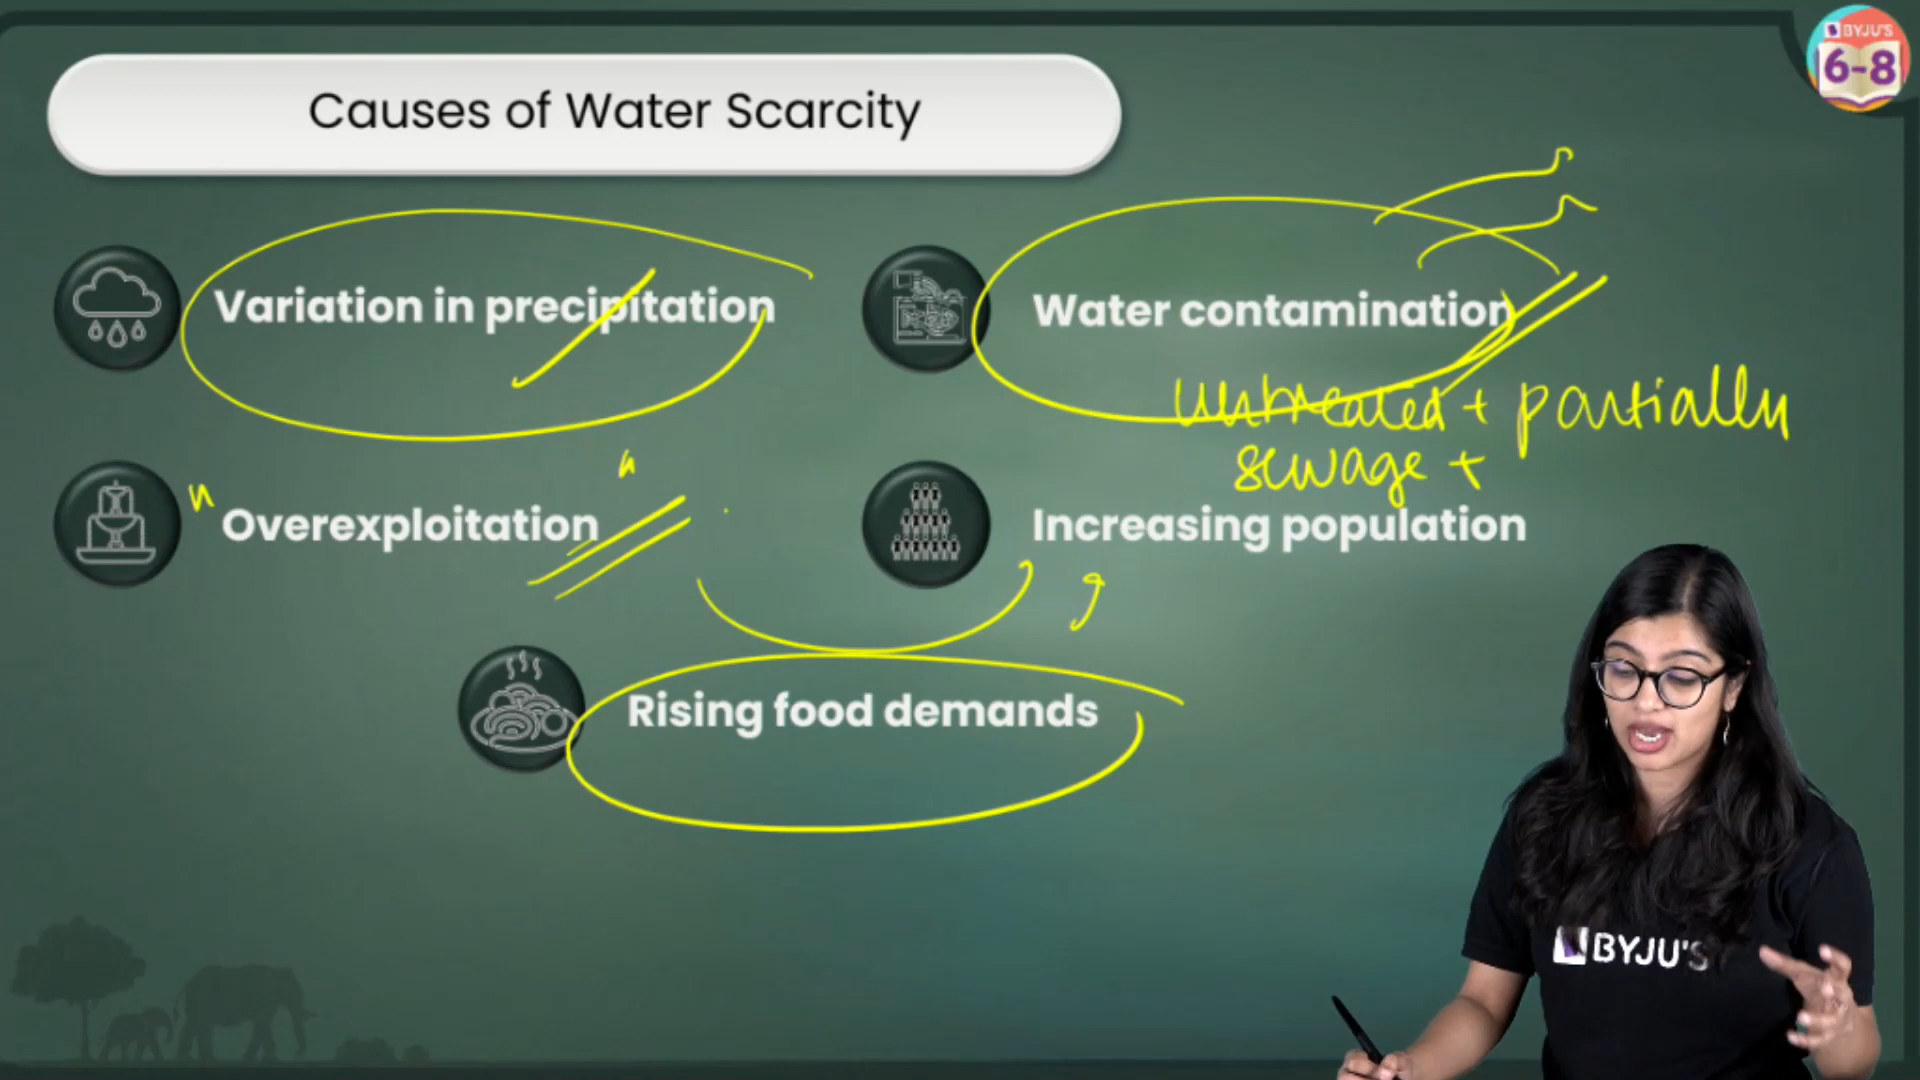 BYJU'S
6-8
Causes of Water Scarcity
Variation in precipitation
Water contamination
untreated + partially
sewage +
Overexploitation
Increasing population
Rising food demands
BYJU'S